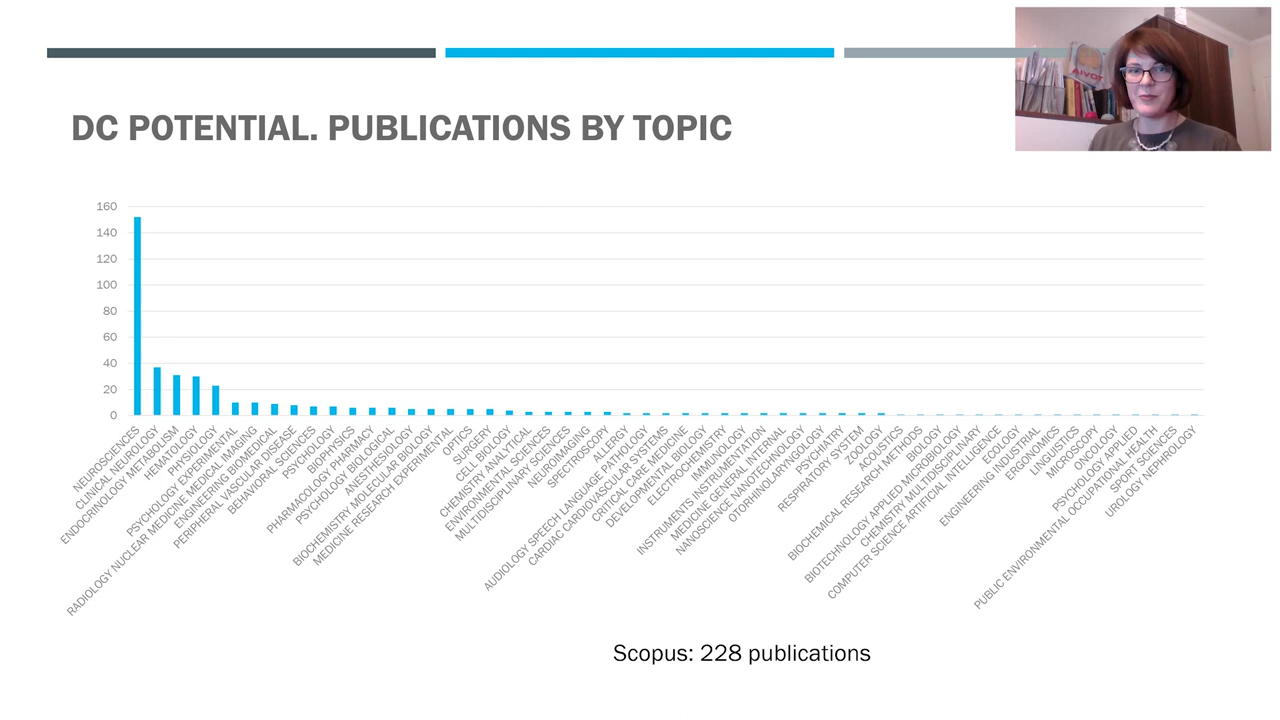 AIVOT
DC POTENTIAL. PUBLICATIONS BY TOPIC
160
140
120
100
80
60
40
20
0
NEUROSCIENCES
CLINICAL NEUROLOGY
ENDOCRINOLOGY METABOLISM
HEMATOLOGY
PHYSIOLOGY
PSYCHOLOGY EXPERIMENTAL
RADIOLOGY NUCLEAR MEDICINE MEDICAL IMAGING
ENGINEERING BIOMEDICAL
PERIPHERAL VASCULAR DISEASE
BEHAVIORAL SCIENCES
PSYCHOLOGY
BIOPHYSICS
PHARMACOLOGY PHARMACY
PSYCHOLOGY BIOLOGICAL
ANESTHESIOLOGY
BIOCHEMISTRY MOLECULAR BIOLOGY
MEDICINE RESEARCH EXPERIMENTAL
OPTICS
SURGERY
CELL BIOLOGY
CHEMISTRY ANALYTICAL
ENVIRONMENTAL SCIENCES
MULTIDISCIPLINARY SCIENCES
NEUROIMAGING
SPECTROSCOPY
ALLERGY
AUDIOLOGY SPEECH LANGUAGE PATHOLOGY
CARDIAC CARDIOVASCULAR SYSTEMS
CRITICAL CARE MEDICINE
DEVELOPMENTAL BIOLOGY
ELECTROCHEMISTRY
IMMUNOLOGY
INSTRUMENTS INSTRUMENTATION
MEDICINE GENERAL INTERNAL
NANOSCIENCE NANOTECHNOLOGY
OTORHINOLARYNGOLOGY
PSYCHIATRY
RESPIRATORY SYSTEM
ZOOLOGY
ACOUSTICS
BIOCHEMICAL RESEARCH METHODS
BIOLOGY
BIOTECHNOLOGY APPLIED MICROBIOLOGY
CHEMISTRY MULTIDISCIPLINARY
COMPUTER SCIENCE ARTIFICIAL INTELLIGENCE
ECOLOGY
ENGINEERING INDUSTRIAL
ERGONOMICS
LINGUISTICS
MICROSCOPY
ONCOLOGY
PSYCHOLOGY APPLIED
PUBLIC ENVIRONMENTAL OCCUPATIONAL HEALTH
SPORT SCIENCES
UROLOGY NEPHROLOGY
Scopus: 228 publications